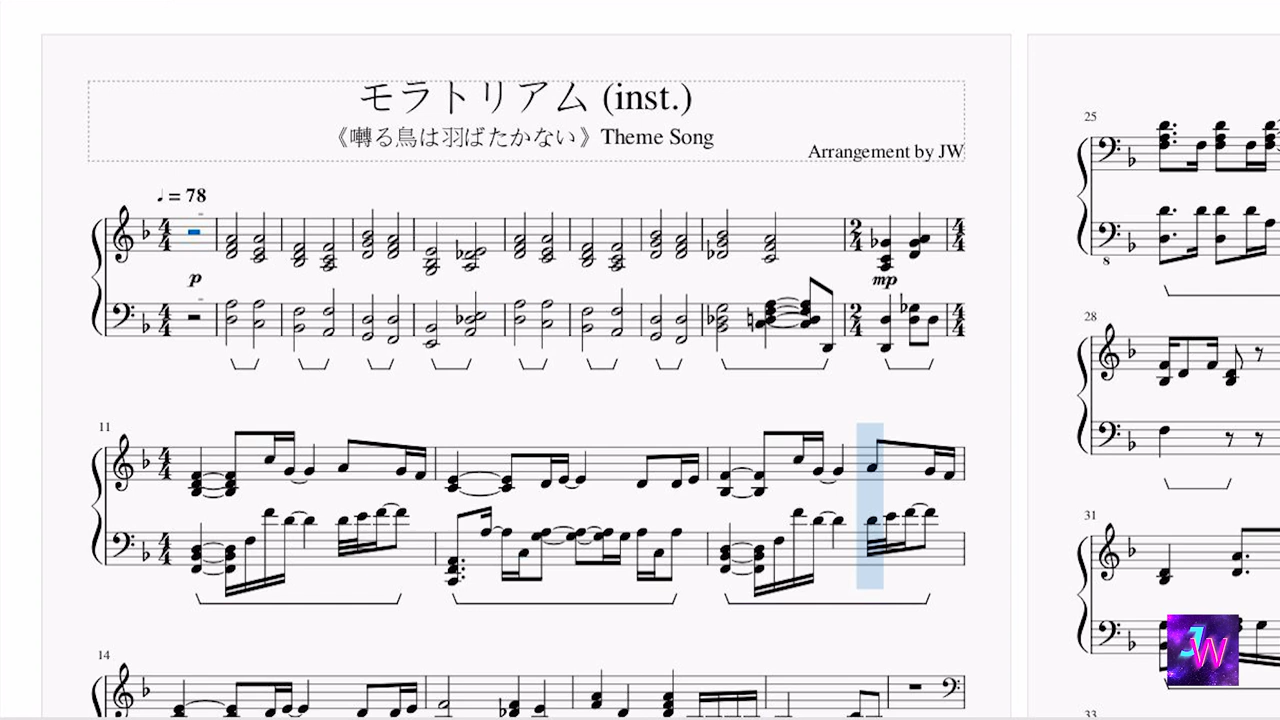 モラトリアム (inst.)
《囀る鳥は羽ばたかない》Theme Song
Arrangement by JW
♩ = 78
p
mp
11
14
25
8
28
31
33
JW